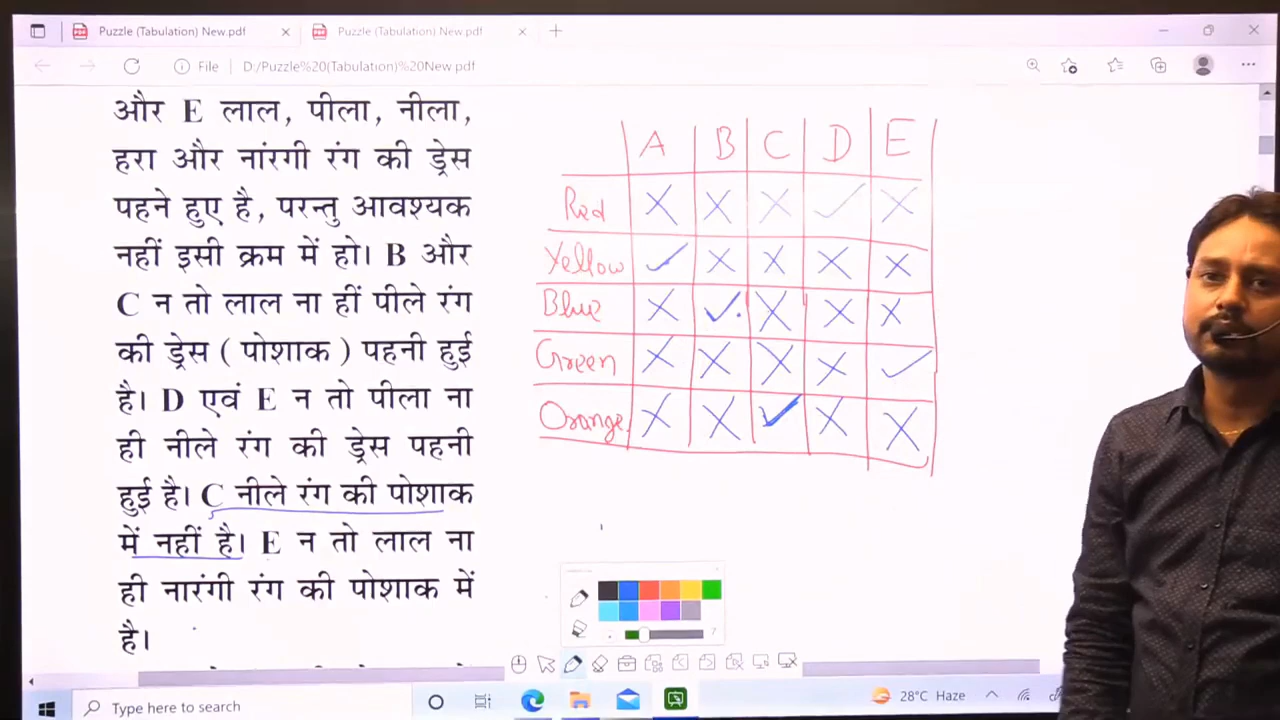 Puzzle (Tabulation) New.pdf
Puzzle (Tabulation) New.pdf
File D:/Puzzle%20(Tabulation)%20New.pdf
और E लाल, पीला, नीला,
हरा और नांरगी रंग की ड्रेस
पहने हुए है, परन्तु आवश्यक
नहीं इसी क्रम में हो। B और
C न तो लाल ना हीं पीले रंग
की ड्रेस ( पोशाक ) पहनी हुई
है। D एवं E न तो पीला ना
ही नीले रंग की ड्रेस पहनी
हुई है। C नीले रंग की पोशाक
में नहीं है। E न तो लाल ना
ही नारंगी रंग की पोशाक में
है।
A B C D E
Red
Yellow
Blue
Green
Orange
7
Type here to search
28°C Haze